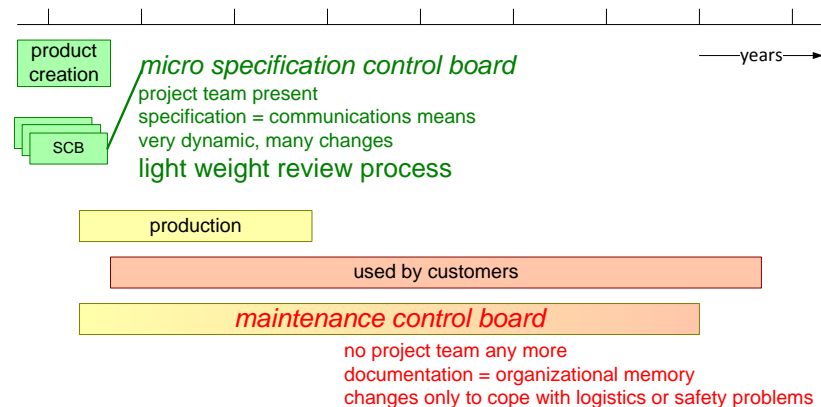 product
creation
micro specification control board
years
project team present
specification = communications means
very dynamic, many changes
light weight review process
SCB
production
used by customers
maintenance control board
no project team any more
documentation = organizational memory
changes only to cope with logistics or safety problems